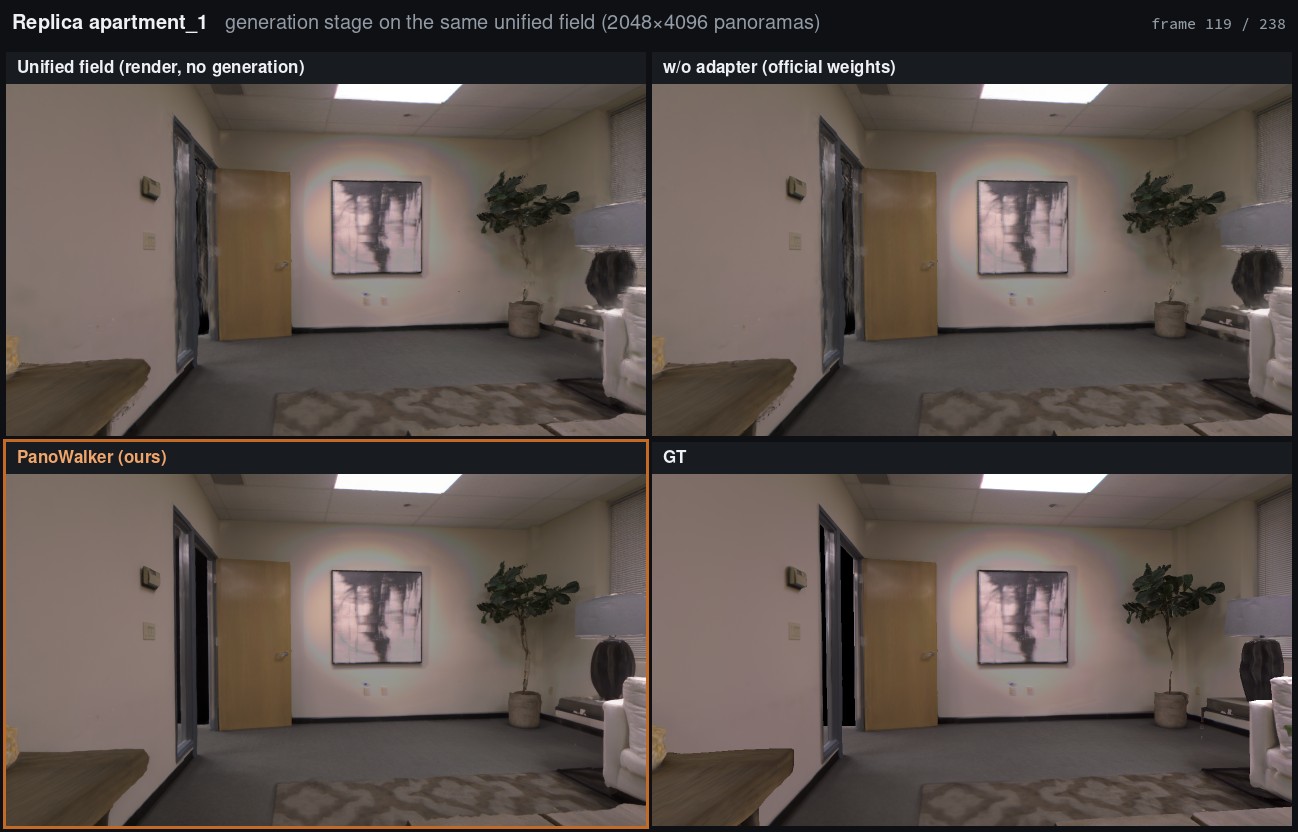 Replica apartment_1 generation stage on the same unified field (2048×4096 panoramas) frame 119 / 238
Unified field (render, no generation)
w/o adapter (official weights)
PanoWalker (ours)
GT